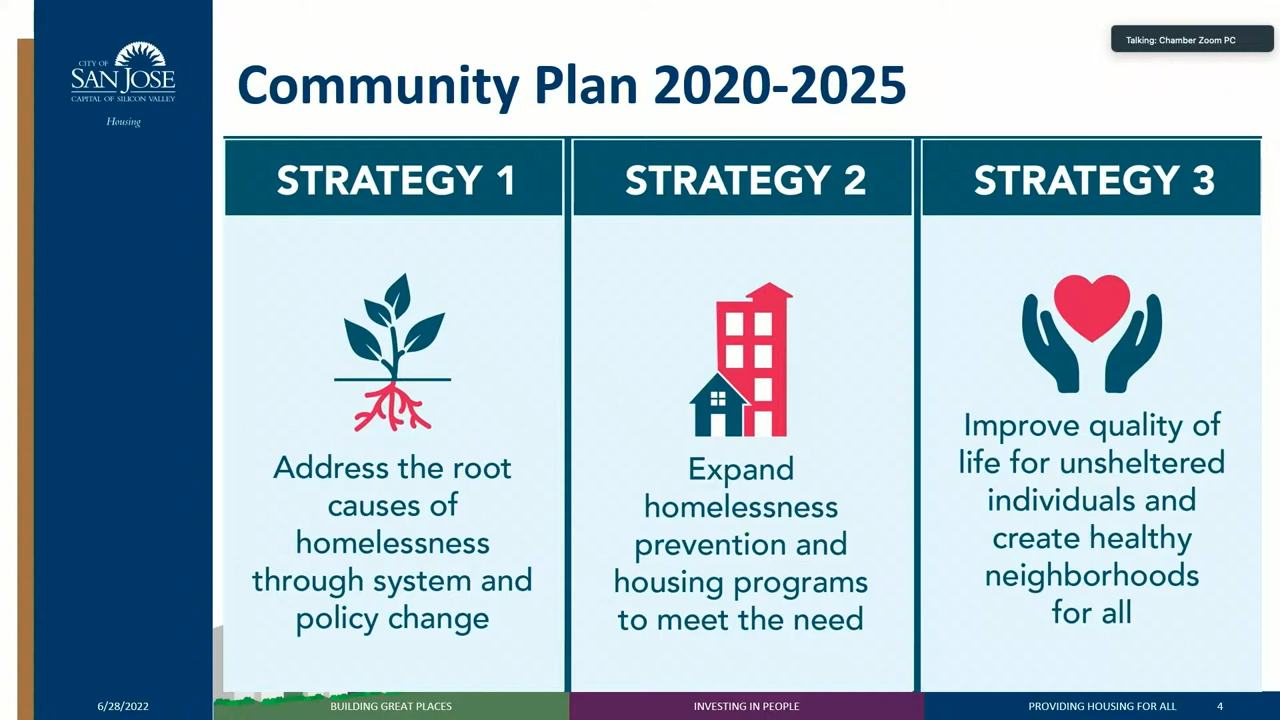 Talking: Chamber Zoom PC
CITY OF
SAN JOSE
CAPITAL OF SILICON VALLEY
Housing
Community Plan 2020-2025
STRATEGY 1
Address the root
causes of
homelessness
through system and
policy change
STRATEGY 2
Expand
homelessness
prevention and
housing programs
to meet the need
STRATEGY 3
Improve quality of
life for unsheltered
individuals and
create healthy
neighborhoods
for all
6/28/2022
BUILDING GREAT PLACES
INVESTING IN PEOPLE
PROVIDING HOUSING FOR ALL
4